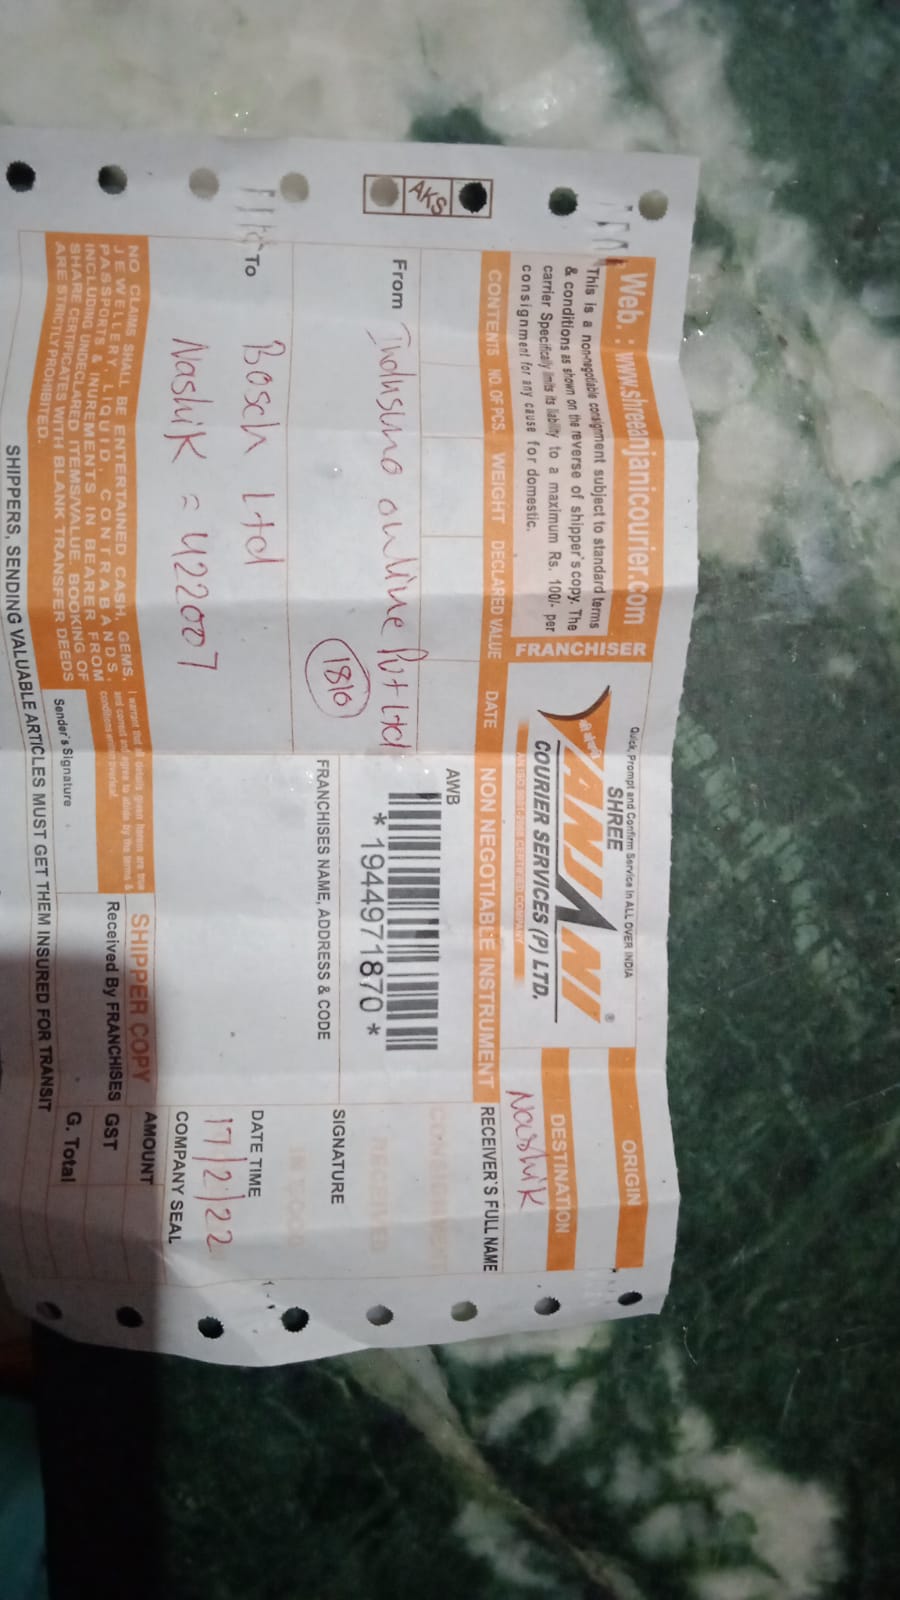 AKS
Web. : www.shreeanjanicourier.com
This is a non-negotiable consignment subject to standard terms
& conditions as shown on the reverse of shipper's copy. The
carrier Specifically limits its liability to a maximum Rs. 100/- per
consignment for any cause for domestic.
FRANCHISER
Quick, Prompt and Confirm Service in ALL OVER INDIA
SHREE
ANJANI ®
COURIER SERVICES (P) LTD.
AN ISO 9001:2008 CERTIFIED COMPANY
ORIGIN
DESTINATION
Nashik
CONTENTS NO. OF PCS. WEIGHT DECLARED VALUE DATE NON NEGOTIABLE INSTRUMENT
RECEIVER'S FULL NAME
From Indusuno online Pvt Ltd
1816
AWB
*1944971870*
RECEIVED
SIGNATURE
FRANCHISES NAME, ADDRESS & CODE
To Bosch Ltd
Nashik = 422007
DATE TIME
17/2/22
COMPANY SEAL
NO CLAIMS SHALL BE ENTERTAINED CASH, GEMS,
JEWELLERY, LIQUID, CONTRABANDS,
PASSPORTS & INUREMENTS IN BEARER FROM
INCLUDING UNDECLARED ITEMS/VALUE. BOOKING OF
SHARE CERTIFICATES WITH BLANK TRANSFER DEEDS
ARE STRICTLY PROHIBITED.
I warrant that all details given herein are true
and correct and agree to abide by the terms &
conditions written overleaf.
Sender's Signature
SHIPPER COPY
Received By FRANCHISES
AMOUNT
GST
G. Total
SHIPPERS, SENDING VALUABLE ARTICLES MUST GET THEM INSURED FOR TRANSIT